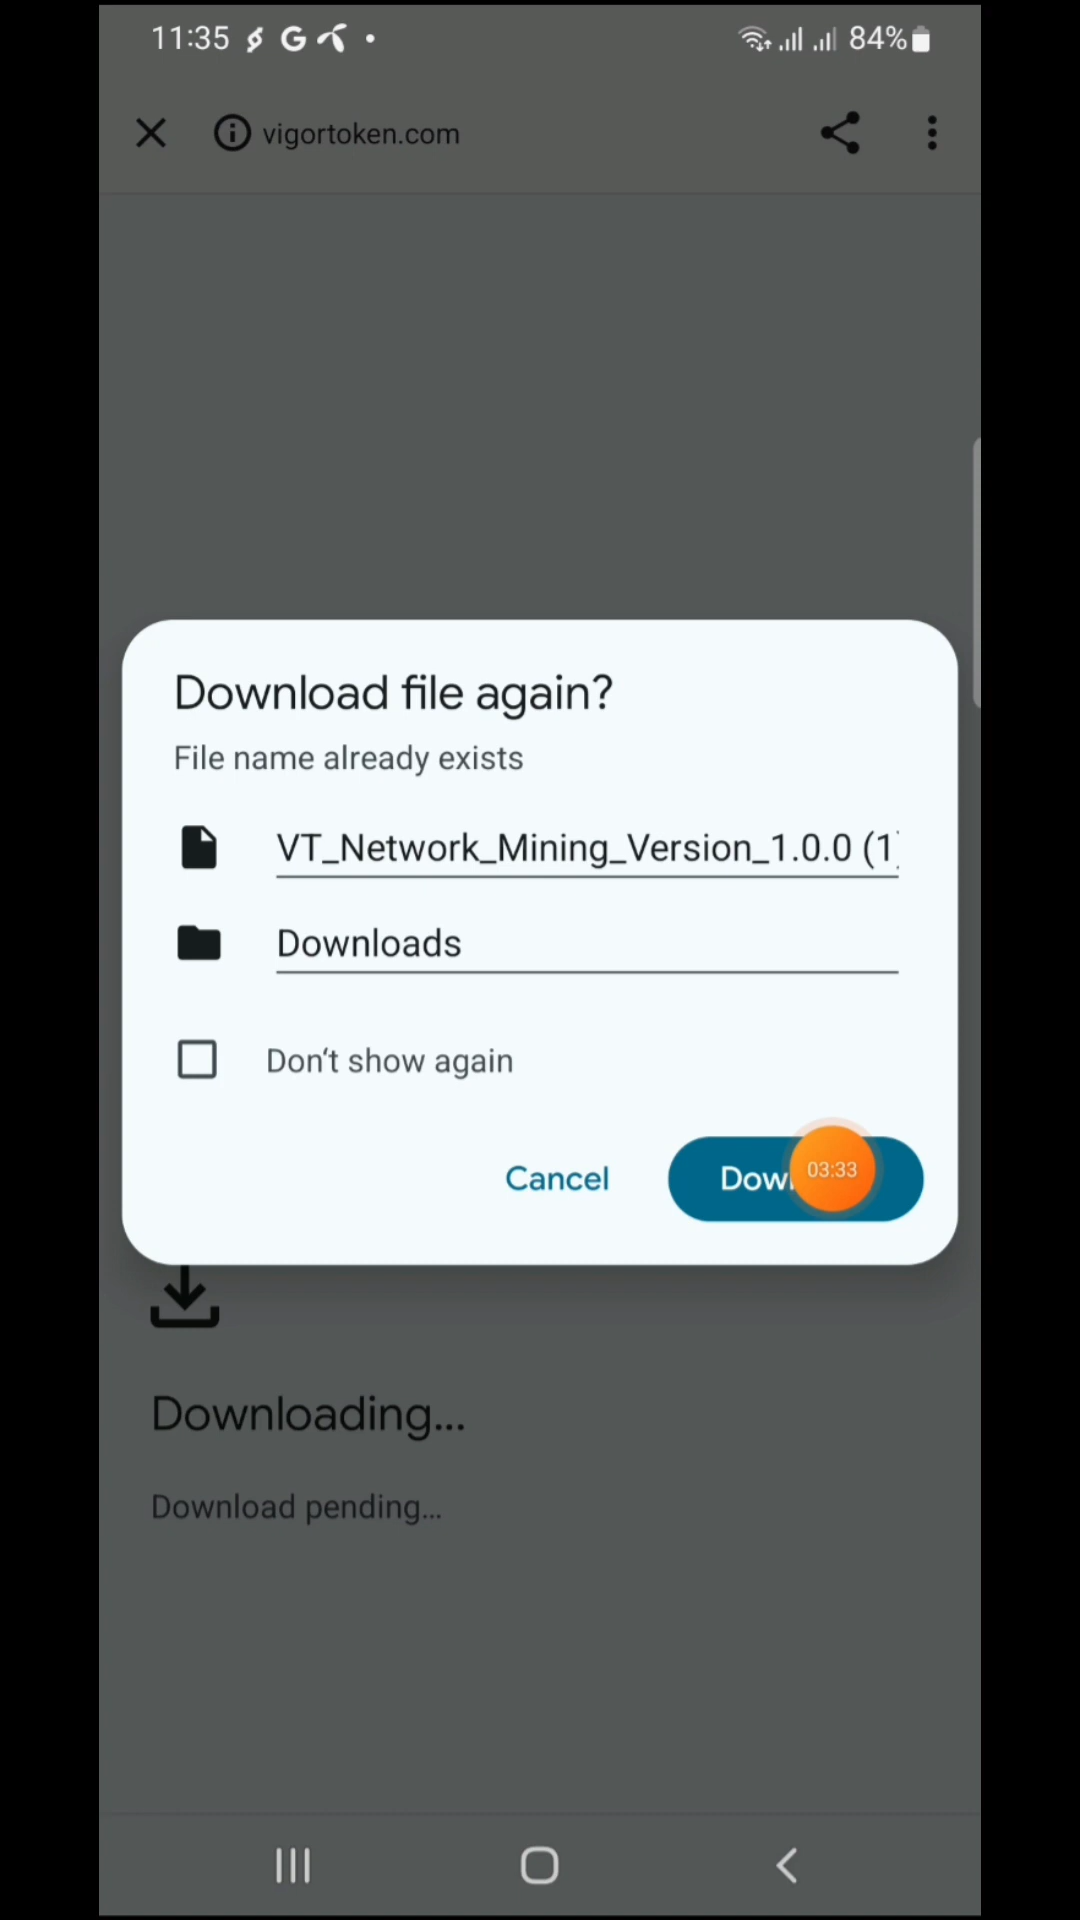 11:35
84%
vigortoken.com
Download file again?
File name already exists
VT_Network_Mining_Version_1.0.0 (1)
Downloads
Don't show again
Cancel
Dow
03:33
Downloading...
Download pending...